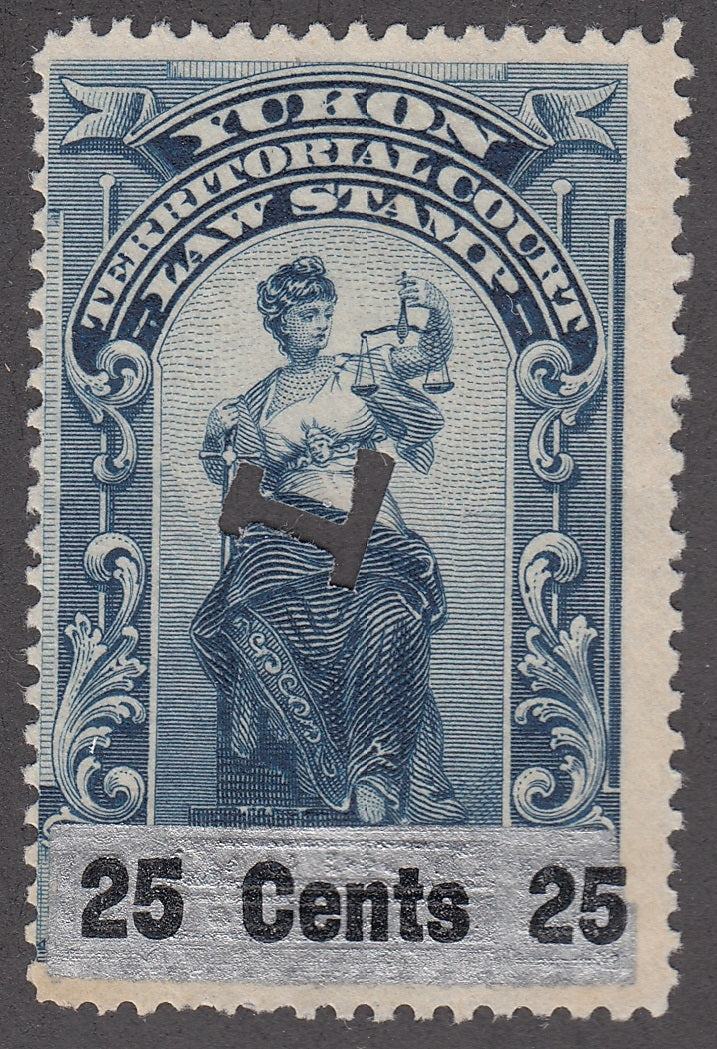 YUKON
TERRITORIAL COURT
LAW STAMP
25 Cents 25